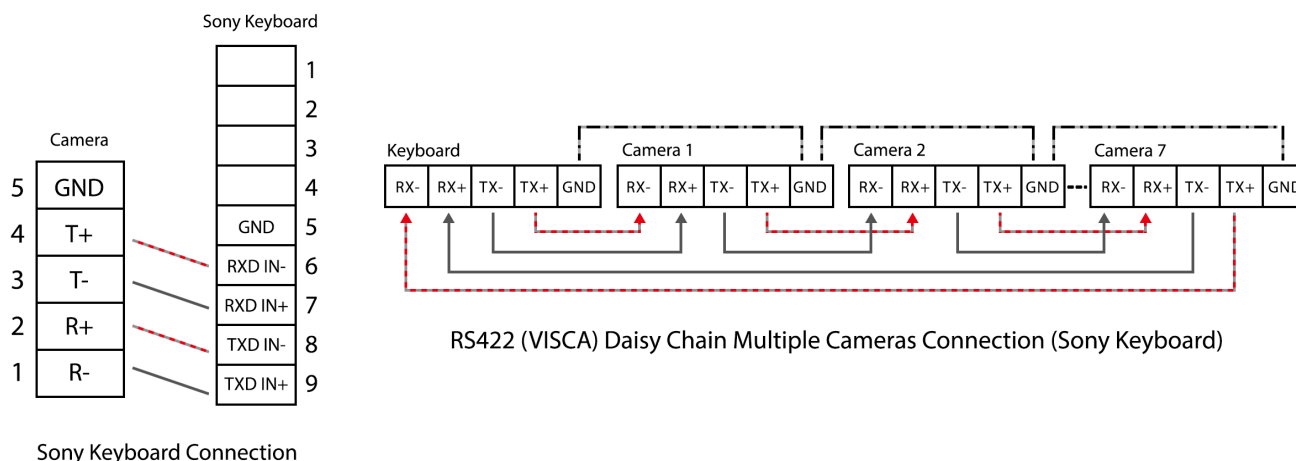 Sony Keyboard
1
2
3
4
GND 5
RXD IN- 6
RXD IN+ 7
TXD IN- 8
TXD IN+ 9
Camera
5 GND
4 T+
3 T-
2 R+
1 R-
Sony Keyboard Connection
Keyboard Camera 1 Camera 2 Camera 7
RX- RX+ TX- TX+ GND RX- RX+ TX- TX+ GND RX- RX+ TX- TX+ GND RX- RX+ TX- TX+ GND
RS422 (VISCA) Daisy Chain Multiple Cameras Connection (Sony Keyboard)